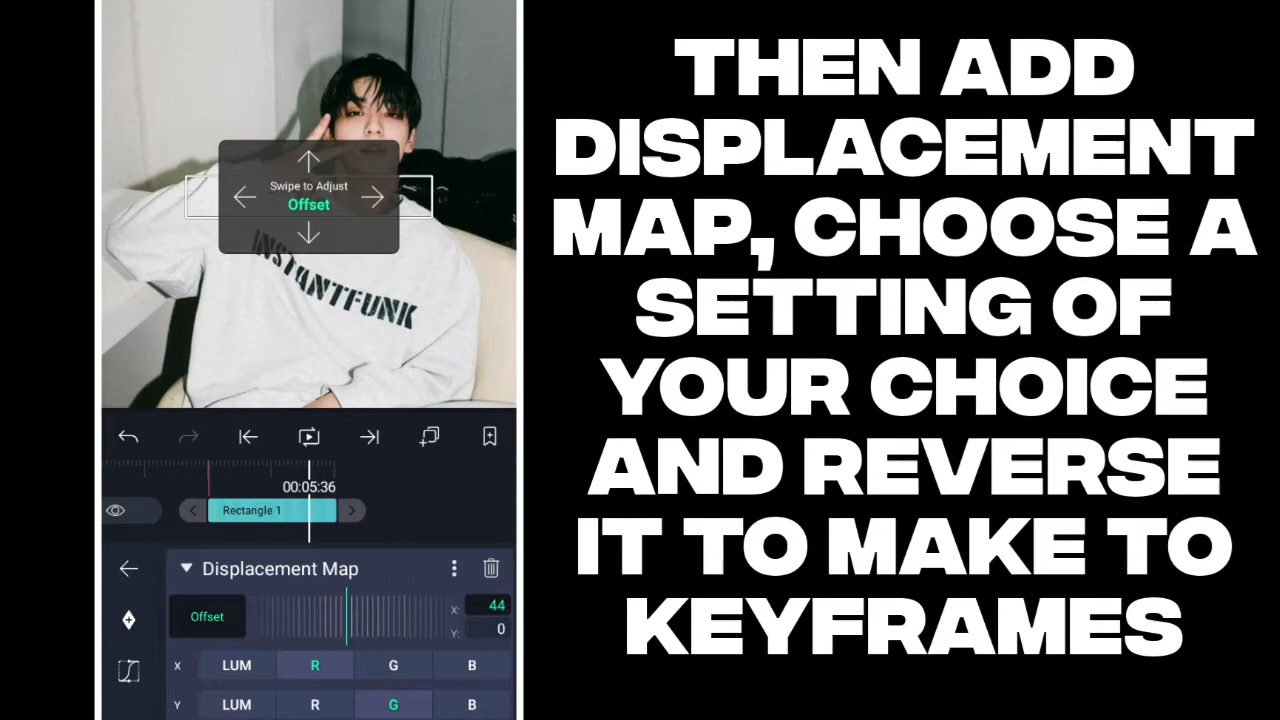 THEN ADD
DISPLACEMENT
MAP, CHOOSE A
SETTING OF
YOUR CHOICE
AND REVERSE
IT TO MAKE TO
KEYFRAMES
Swipe to Adjust
Offset
INSTANTFUNK
00:05:36
Rectangle 1
Displacement Map
Offset
X: 44
Y: 0
X LUM R G B
Y LUM R G B